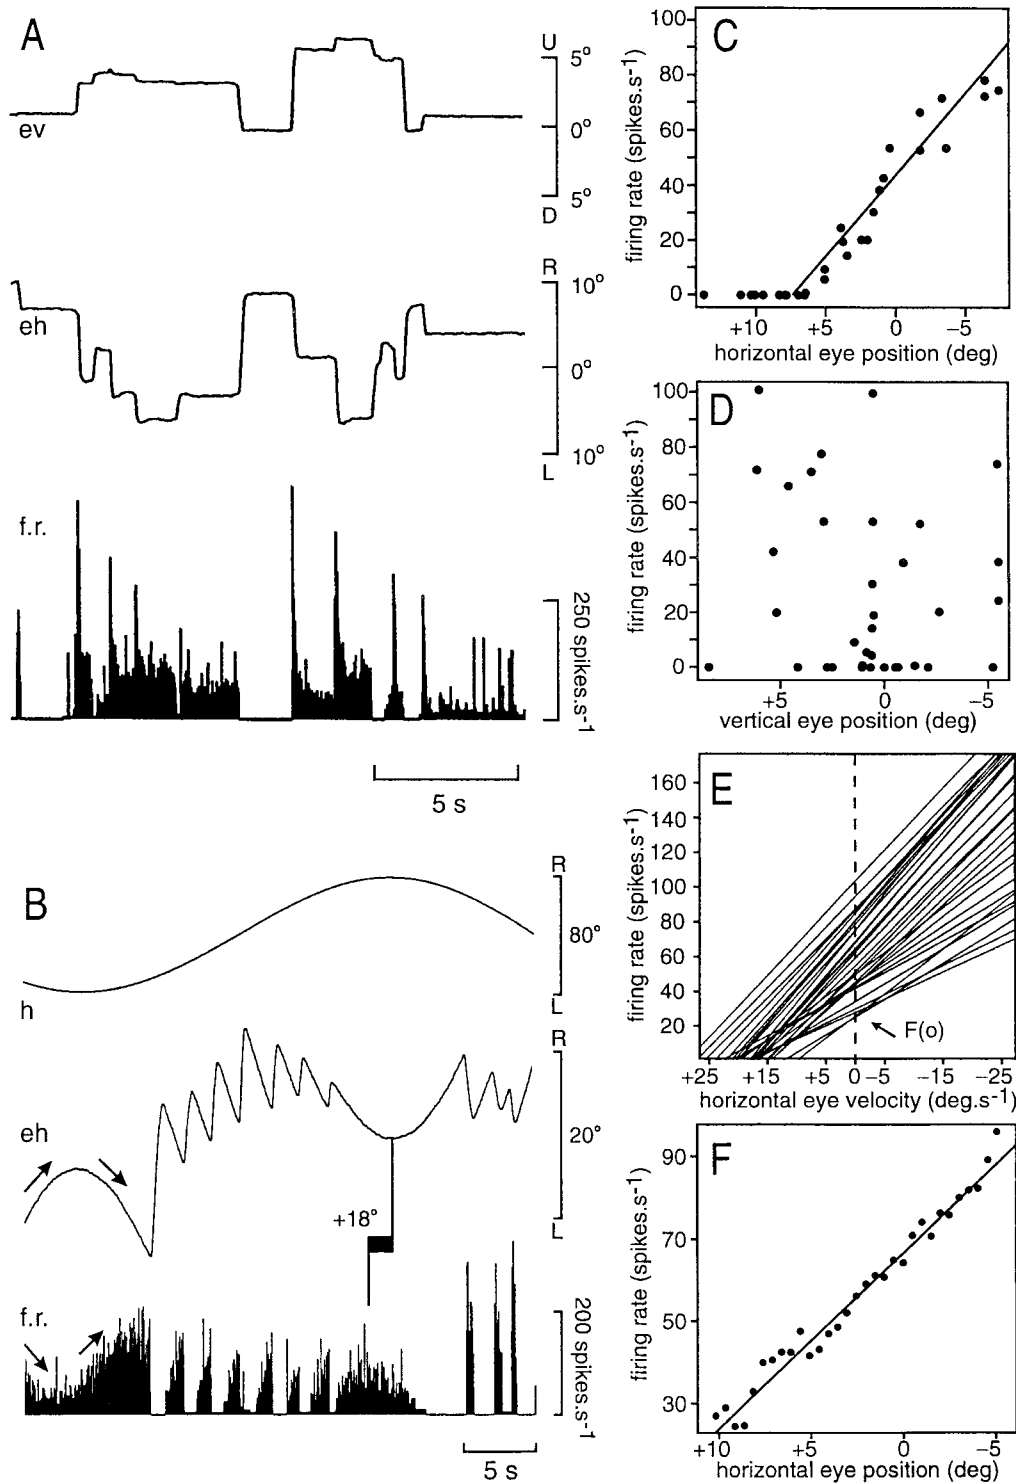 A
U
5°
0°
5°
D
ev
R
10°
0°
10°
L
eh
f.r.
250 spikes.s-1
5 s
B
R
80°
L
h
R
20°
L
eh
+18°
f.r.
200 spikes.s-1
5 s
C
firing rate (spikes.s-1)
100
80
60
40
20
0
+10 +5 0 −5
horizontal eye position (deg)
D
firing rate (spikes.s-1)
100
80
60
40
20
0
+5 0 −5
vertical eye position (deg)
E
firing rate (spikes.s-1)
160
140
120
100
80
60
40
20
F(o)
+25 +15 +5 0 −5 −15 −25
horizontal eye velocity (deg.s-1)
F
firing rate (spikes.s-1)
90
70
50
30
+10 +5 0 −5
horizontal eye position (deg)